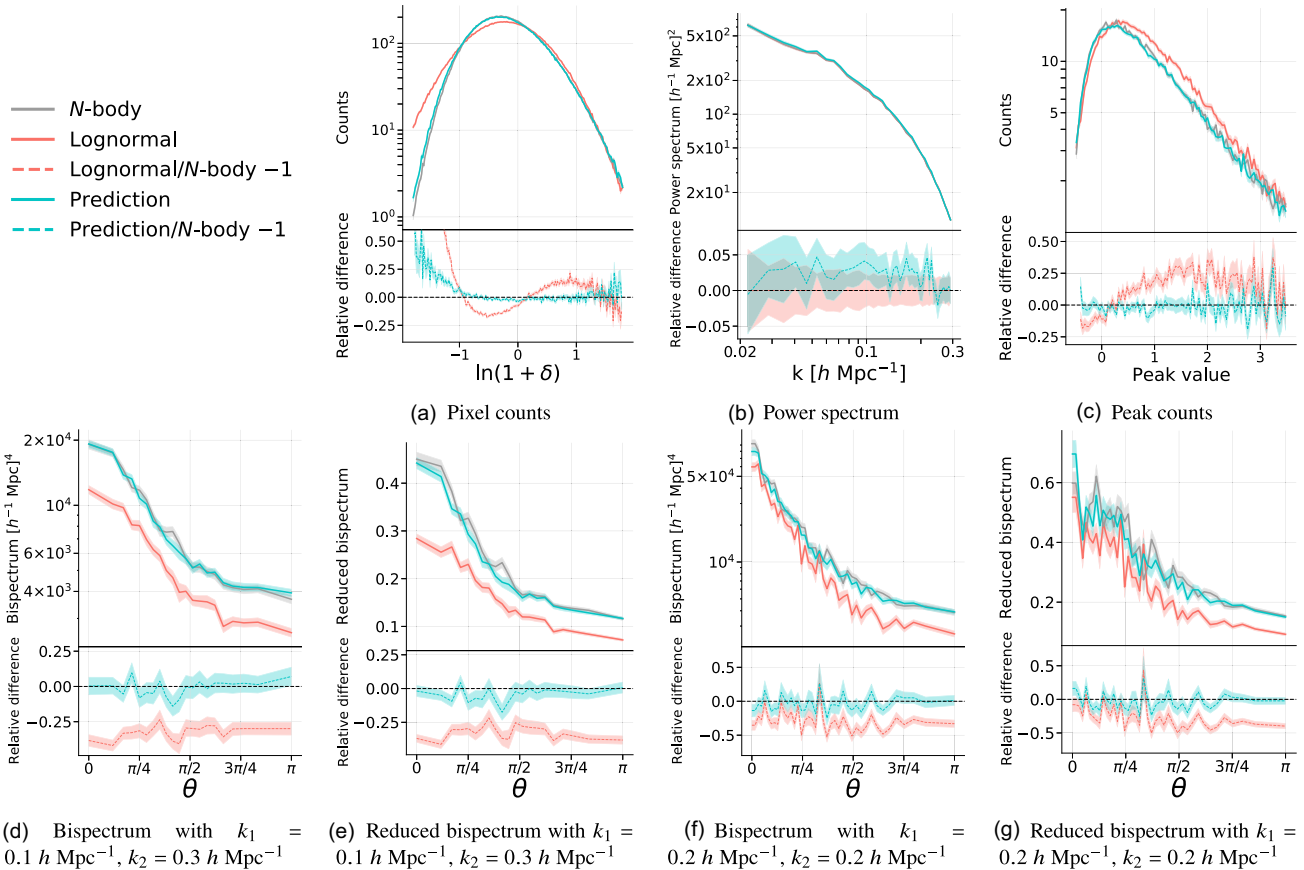 N-body
Lognormal
Lognormal/N-body −1
Prediction
Prediction/N-body −1
Counts
10²
10¹
10⁰
Relative difference
0.50
0.25
0.00
−0.25
−1
0
1
ln(1 + δ)
(a) Pixel counts
Power spectrum [h⁻¹ Mpc]²
5×10²
2×10²
10²
5×10¹
2×10¹
Relative difference
0.05
0.00
−0.05
0.02
0.1
0.3
k [h Mpc⁻¹]
(b) Power spectrum
Counts
10
Relative difference
0.50
0.25
0.00
−0.25
0
1
2
3
Peak value
(c) Peak counts
Bispectrum [h⁻¹ Mpc]⁴
2×10⁴
10⁴
6×10³
4×10³
Relative difference
0.25
0.00
−0.25
0
π/4
π/2
3π/4
π
θ
(d) Bispectrum with k₁ =
0.1 h Mpc⁻¹, k₂ = 0.3 h Mpc⁻¹
Reduced bispectrum
0.4
0.3
0.2
0.1
Relative difference
0.25
0.00
−0.25
0
π/4
π/2
3π/4
π
θ
(e) Reduced bispectrum with k₁ =
0.1 h Mpc⁻¹, k₂ = 0.3 h Mpc⁻¹
Bispectrum [h⁻¹ Mpc]⁴
5×10⁴
10⁴
Relative difference
0.5
0.0
−0.5
0
π/4
π/2
3π/4
π
θ
(f) Bispectrum with k₁ =
0.2 h Mpc⁻¹, k₂ = 0.2 h Mpc⁻¹
Reduced bispectrum
0.6
0.4
0.2
Relative difference
0.5
0.0
−0.5
0
π/4
π/2
3π/4
π
θ
(g) Reduced bispectrum with k₁ =
0.2 h Mpc⁻¹, k₂ = 0.2 h Mpc⁻¹